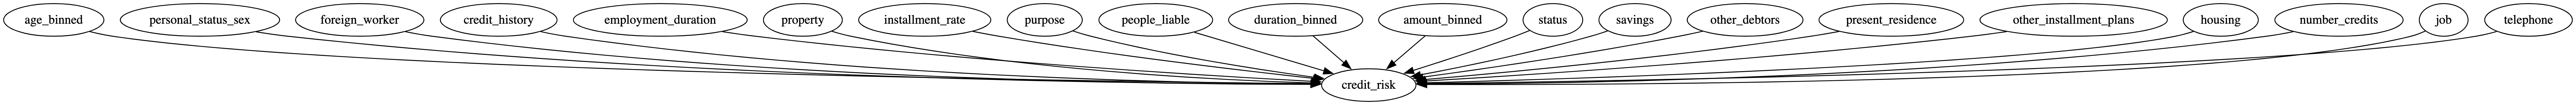 age_binned
personal_status_sex
foreign_worker
credit_history
employment_duration
property
installment_rate
purpose
people_liable
duration_binned
amount_binned
status
savings
other_debtors
present_residence
other_installment_plans
housing
number_credits
job
telephone
credit_risk